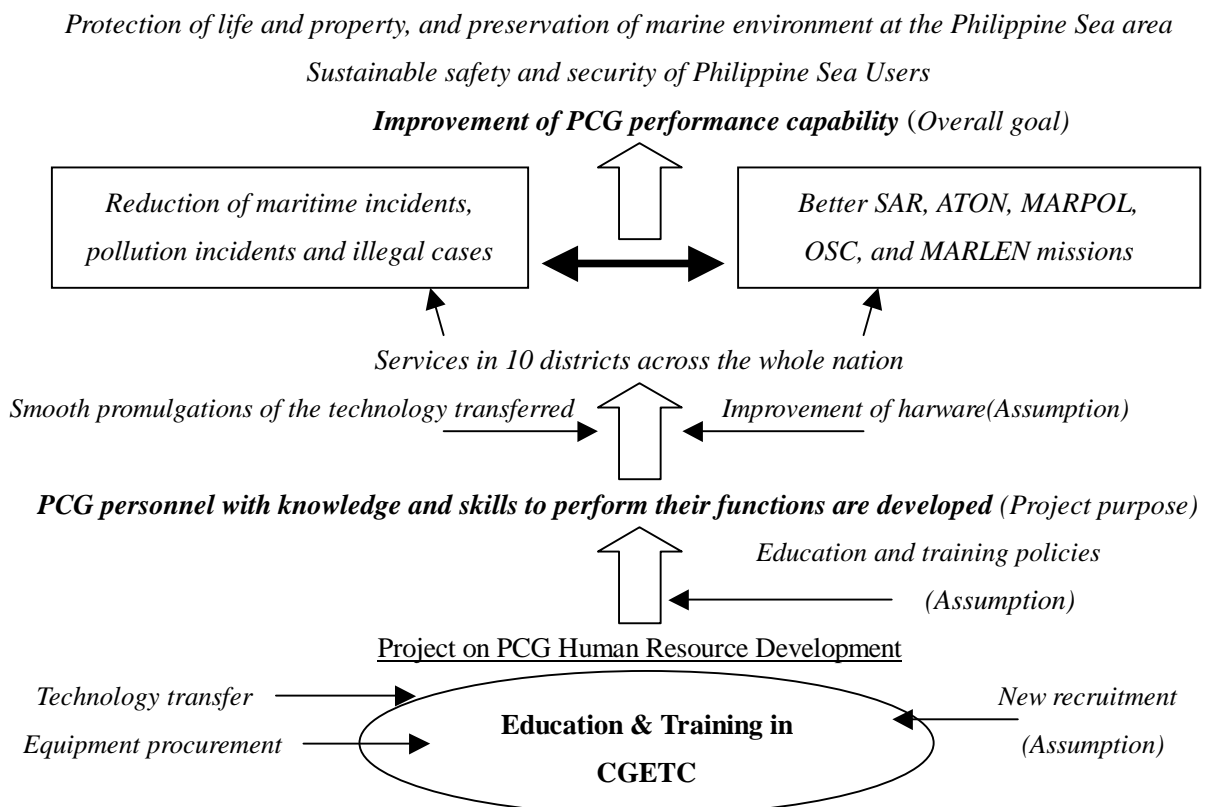 Protection of life and property, and preservation of marine environment at the Philippine Sea area
Sustainable safety and security of Philippine Sea Users
Improvement of PCG performance capability (Overall goal)
Reduction of maritime incidents,
pollution incidents and illegal cases
Better SAR, ATON, MARPOL,
OSC, and MARLEN missions
Services in 10 districts across the whole nation
Smooth promulgations of the technology transferred
Improvement of harware(Assumption)
PCG personnel with knowledge and skills to perform their functions are developed (Project purpose)
Education and training policies
(Assumption)
Project on PCG Human Resource Development
Technology transfer
Equipment procurement
Education & Training in
CGETC
New recruitment
(Assumption)